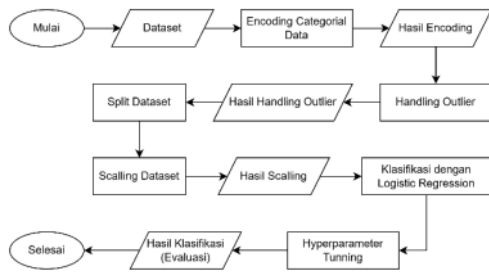 Mulai
Dataset
Encoding Categorial
Data
Hasil Encoding
Split Dataset
Hasil Handling Outlier
Handling Outlier
Scalling Dataset
Hasil Scalling
Klasifikasi dengan
Logistic Regression
Selesai
Hasil Klasifikasi
(Evaluasi)
Hyperparameter
Tunning